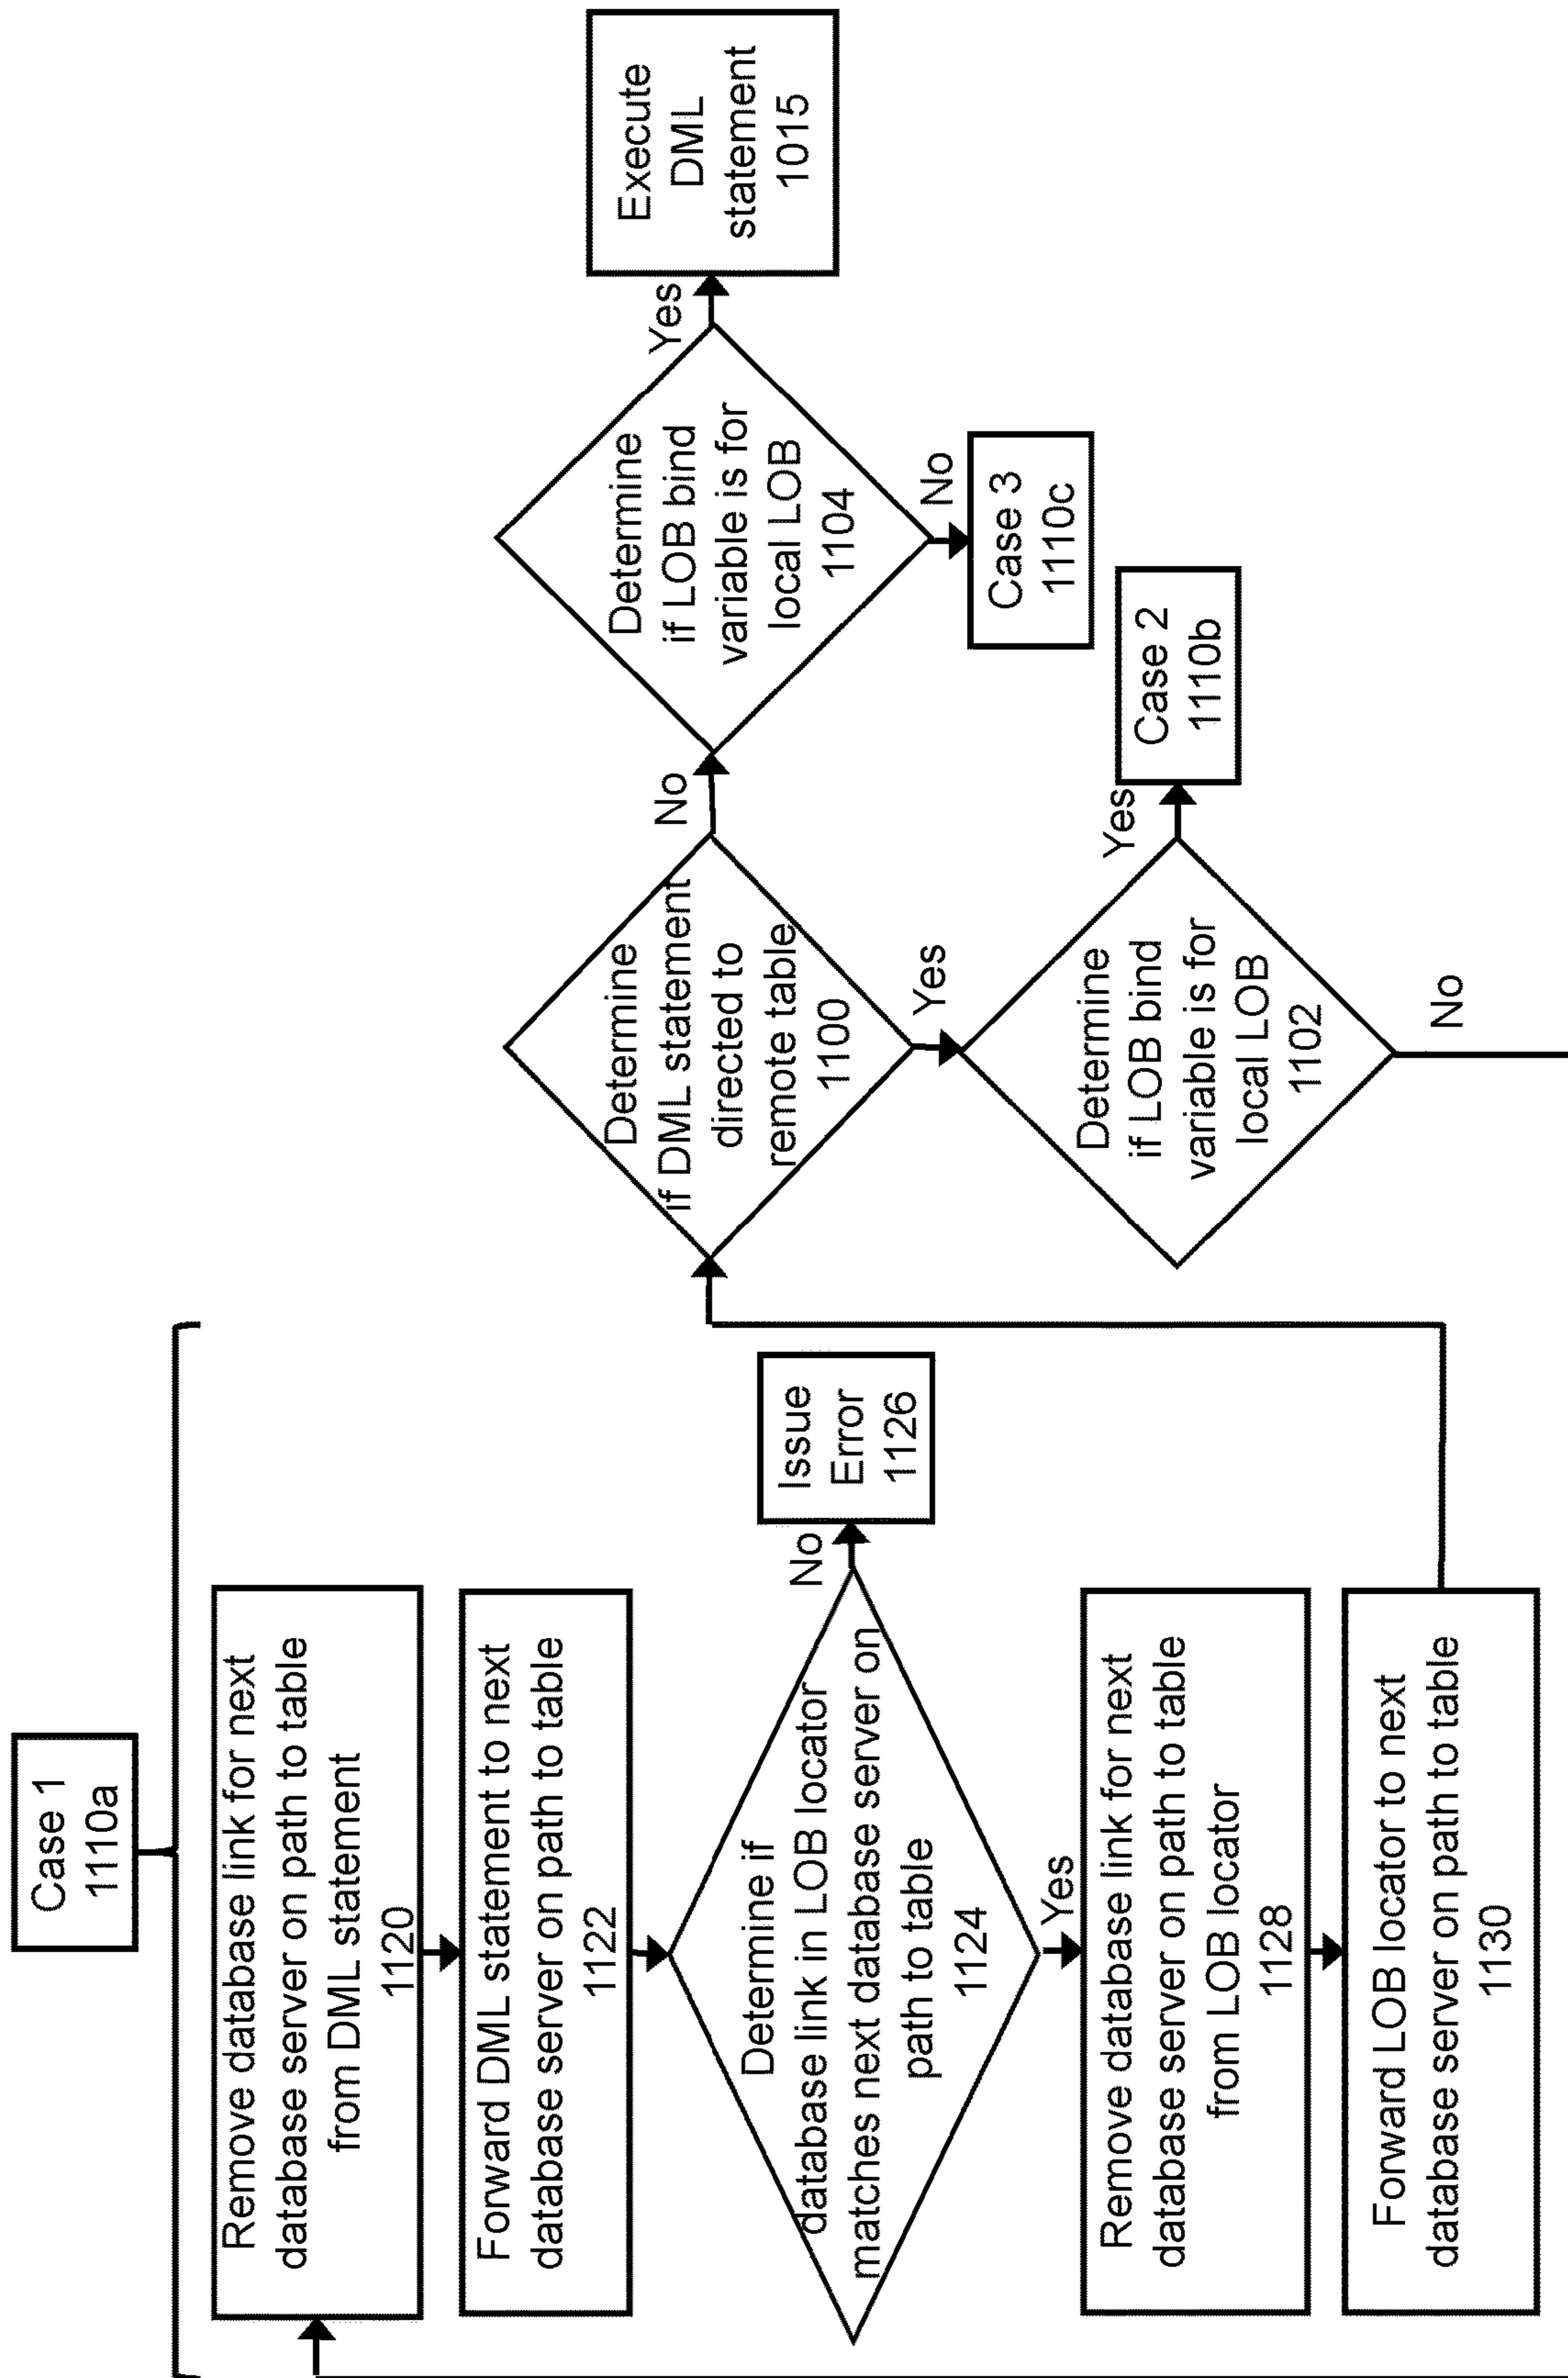 Case 1
1110a
Remove database link for next
database server on path to table
from DML statement
1120
Forward DML statement to next
database server on path to table
1122
Determine if
database link in LOB locator
matches next database server on
path to table
1124
No
Issue
Error
1126
Yes
Remove database link for next
database server on path to table
from LOB locator
1128
Forward LOB locator to next
database server on path to table
1130
Determine
if DML statement
directed to
remote table
1100
No
Yes
Determine
if LOB bind
variable is for
local LOB
1102
Yes
No
Case 2
1110b
Determine
if LOB bind
variable is for
local LOB
1104
Yes
No
Case 3
1110c
Execute
DML
statement
1015